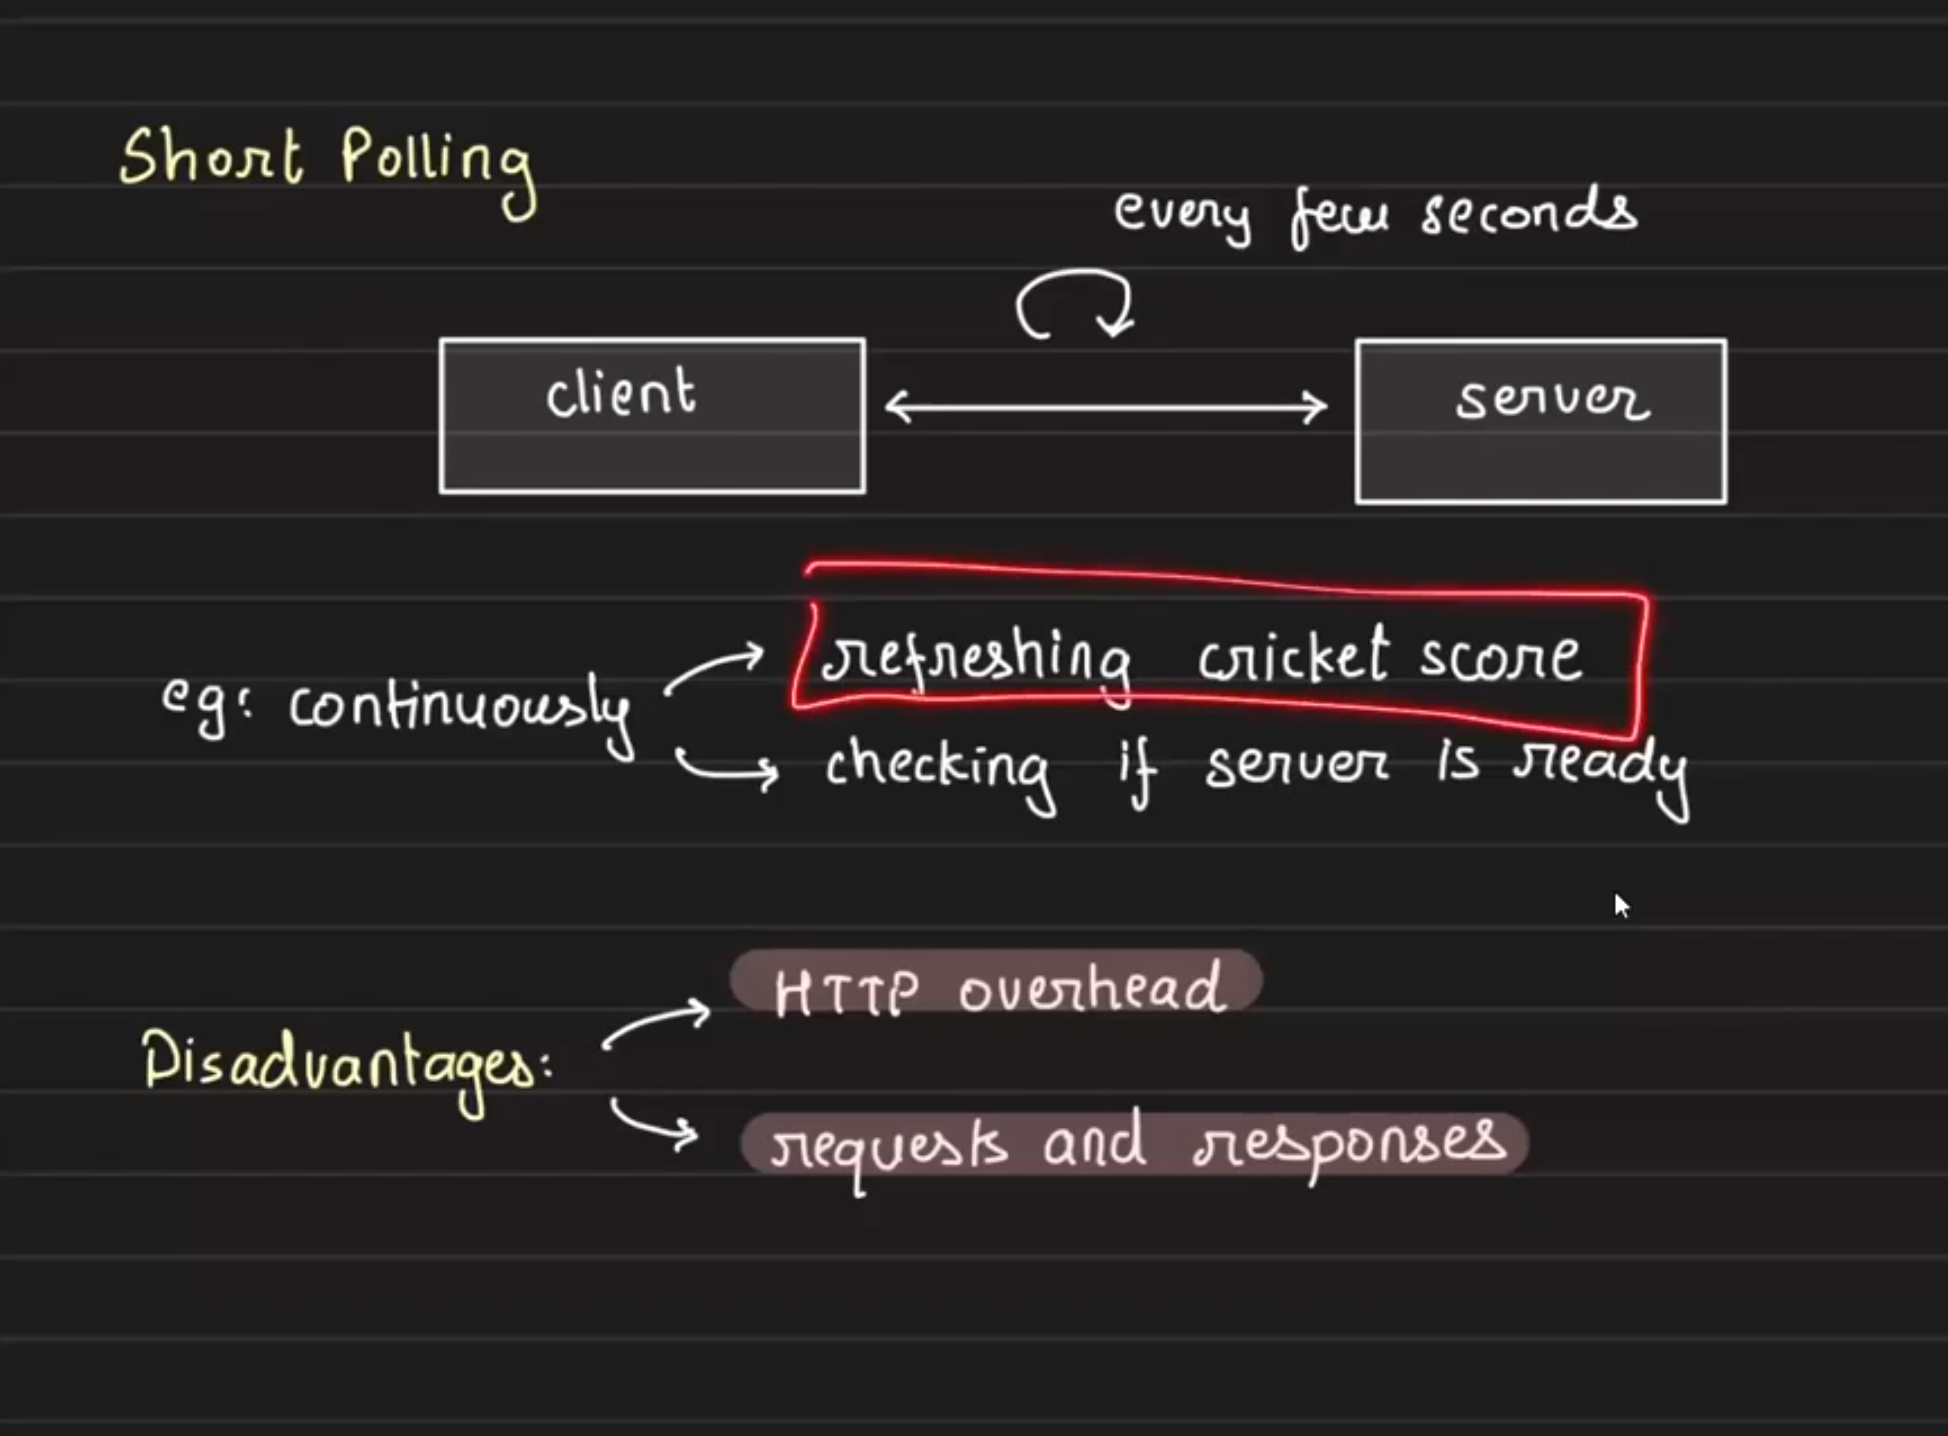 Short Polling
every few seconds
client
server
eg: continuously
refreshing cricket score
checking if server is ready
Disadvantages:
HTTP overhead
requests and responses